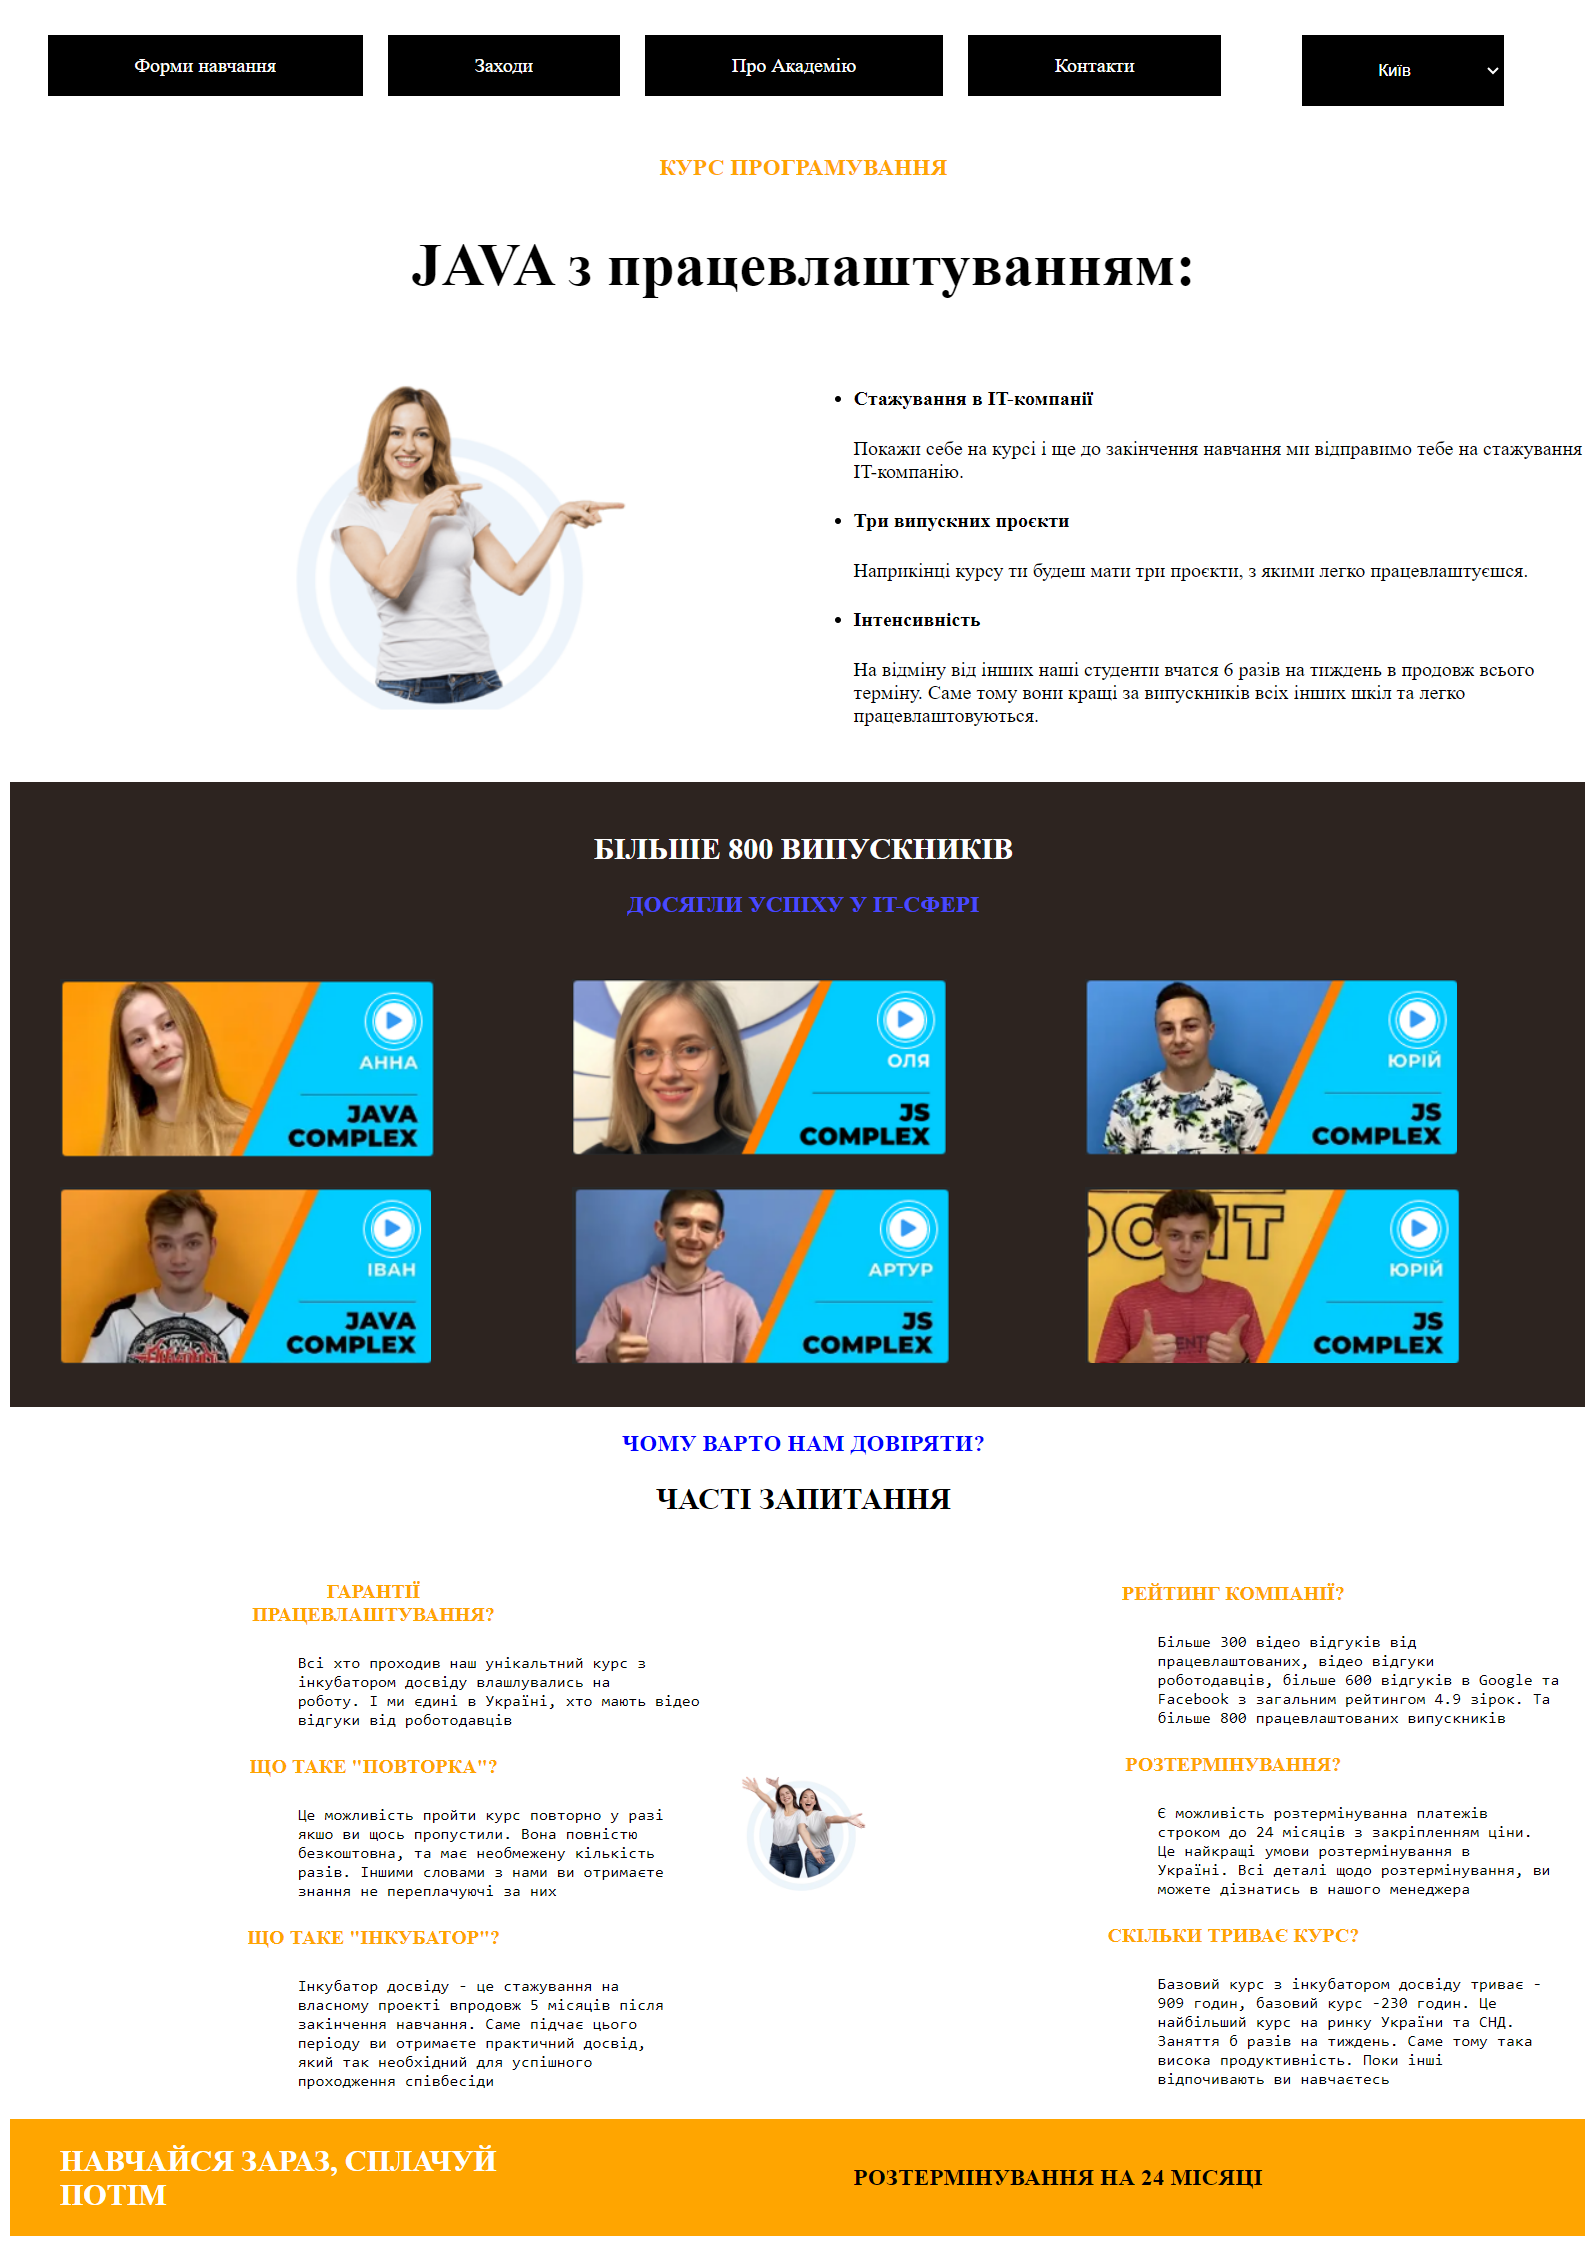 Форми навчання
Заходи
Про Академію
Контакти
Київ
КУРС ПРОГРАМУВАННЯ
JAVA з працевлаштуванням:
Стажування в ІТ-компанії
Покажи себе на курсі і ще до закінчення навчання ми відправимо тебе на стажування
ІТ-компанію.
Три випускних проєкти
Наприкінці курсу ти будеш мати три проєкти, з якими легко працевлаштуєшся.
Інтенсивність
На відміну від інших наші студенти вчатся 6 разів на тиждень в продовж всього
терміну. Саме тому вони кращі за випускників всіх інших шкіл та легко
працевлаштовуються.
БІЛЬШЕ 800 ВИПУСКНИКІВ
ДОСЯГЛИ УСПІХУ У ІТ-СФЕРІ
АННА
JAVA
COMPLEX
ОЛЯ
JS
COMPLEX
ЮРІЙ
JS
COMPLEX
ІВАН
JAVA
COMPLEX
АРТУР
JS
COMPLEX
ЮРІЙ
JS
COMPLEX
ЧОМУ ВАРТО НАМ ДОВІРЯТИ?
ЧАСТІ ЗАПИТАННЯ
ГАРАНТІЇ
ПРАЦЕВЛАШТУВАННЯ?
Всі хто проходив наш унікальтний курс з
інкубатором досвіду влашлувались на
роботу. І ми єдині в Україні, хто мають відео
відгуки від роботодавців
ЩО ТАКЕ "ПОВТОРКА"?
Це можливість пройти курс повторно у разі
якшо ви щось пропустили. Вона повністю
безкоштовна, та має необмежену кількість
разів. Іншими словами з нами ви отримаєте
знання не переплачуючі за них
ЩО ТАКЕ "ІНКУБАТОР"?
Інкубатор досвіду - це стажування на
власному проекті впродовж 5 місяців після
закінчення навчання. Саме підчає цього
періоду ви отримаєте практичний досвід,
який так необхідний для успішного
проходження співбесіди
РЕЙТИНГ КОМПАНІЇ?
Більше 300 відео відгуків від
працевлаштованих, відео відгуки
роботодавців, більше 600 відгуків в Google та
Facebook з загальним рейтингом 4.9 зірок. Та
більше 800 працевлаштованих випускників
РОЗТЕРМІНУВАННЯ?
Є можливість розтермінуванна платежів
строком до 24 місяців з закріпленням ціни.
Це найкращі умови розтермінування в
Україні. Всі деталі щодо розтермінування, ви
можете дізнатись в нашого менеджера
СКІЛЬКИ ТРИВАЄ КУРС?
Базовий курс з інкубатором досвіду триває -
909 годин, базовий курс -230 годин. Це
найбільший курс на ринку України та СНД.
Заняття 6 разів на тиждень. Саме тому така
висока продуктивність. Поки інші
відпочивають ви навчаєтесь
НАВЧАЙСЯ ЗАРАЗ, СПЛАЧУЙ
ПОТІМ
РОЗТЕРМІНУВАННЯ НА 24 МІСЯЦІ